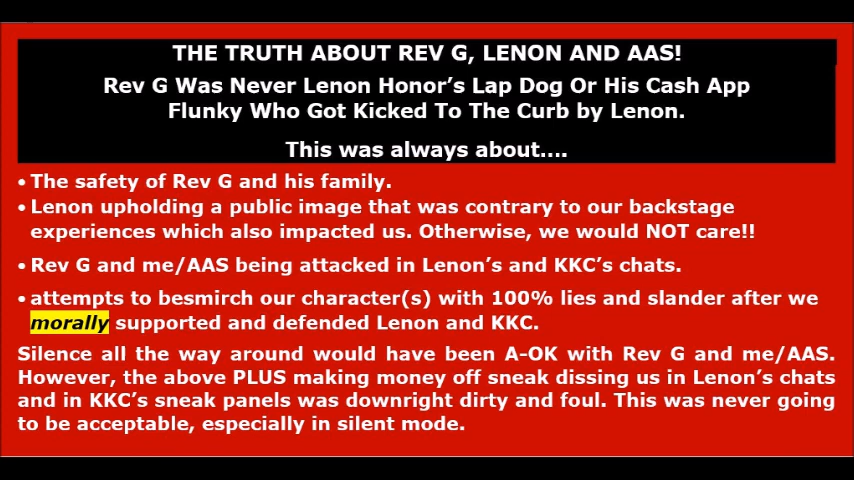 THE TRUTH ABOUT REV G, LENON AND AAS!
Rev G Was Never Lenon Honor’s Lap Dog Or His Cash App
Flunky Who Got Kicked To The Curb by Lenon.
This was always about....
• The safety of Rev G and his family.
• Lenon upholding a public image that was contrary to our backstage
experiences which also impacted us. Otherwise, we would NOT care!!
• Rev G and me/AAS being attacked in Lenon’s and KKC’s chats.
• attempts to besmirch our character(s) with 100% lies and slander after we
morally supported and defended Lenon and KKC.
Silence all the way around would have been A-OK with Rev G and me/AAS.
However, the above PLUS making money off sneak dissing us in Lenon’s chats
and in KKC’s sneak panels was downright dirty and foul. This was never going
to be acceptable, especially in silent mode.